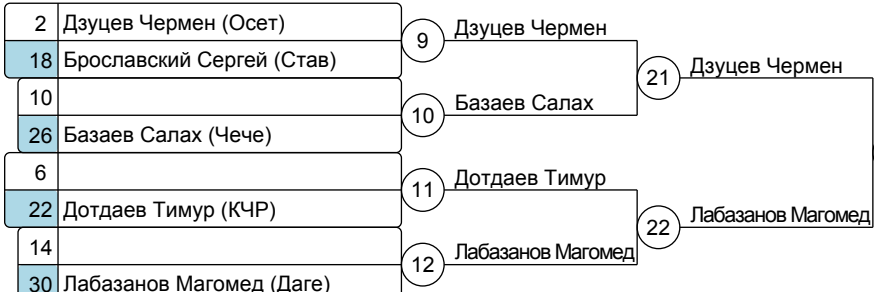 2 Дзуцев Чермен (Осет)
18 Брославский Сергей (Став)
10
26 Базаев Салах (Чече)
6
22 Дотдаев Тимур (КЧР)
14
30 Лабазанов Магомед (Даге)
9 Дзуцев Чермен
10 Базаев Салах
11 Дотдаев Тимур
12 Лабазанов Магомед
21 Дзуцев Чермен
22 Лабазанов Магомед